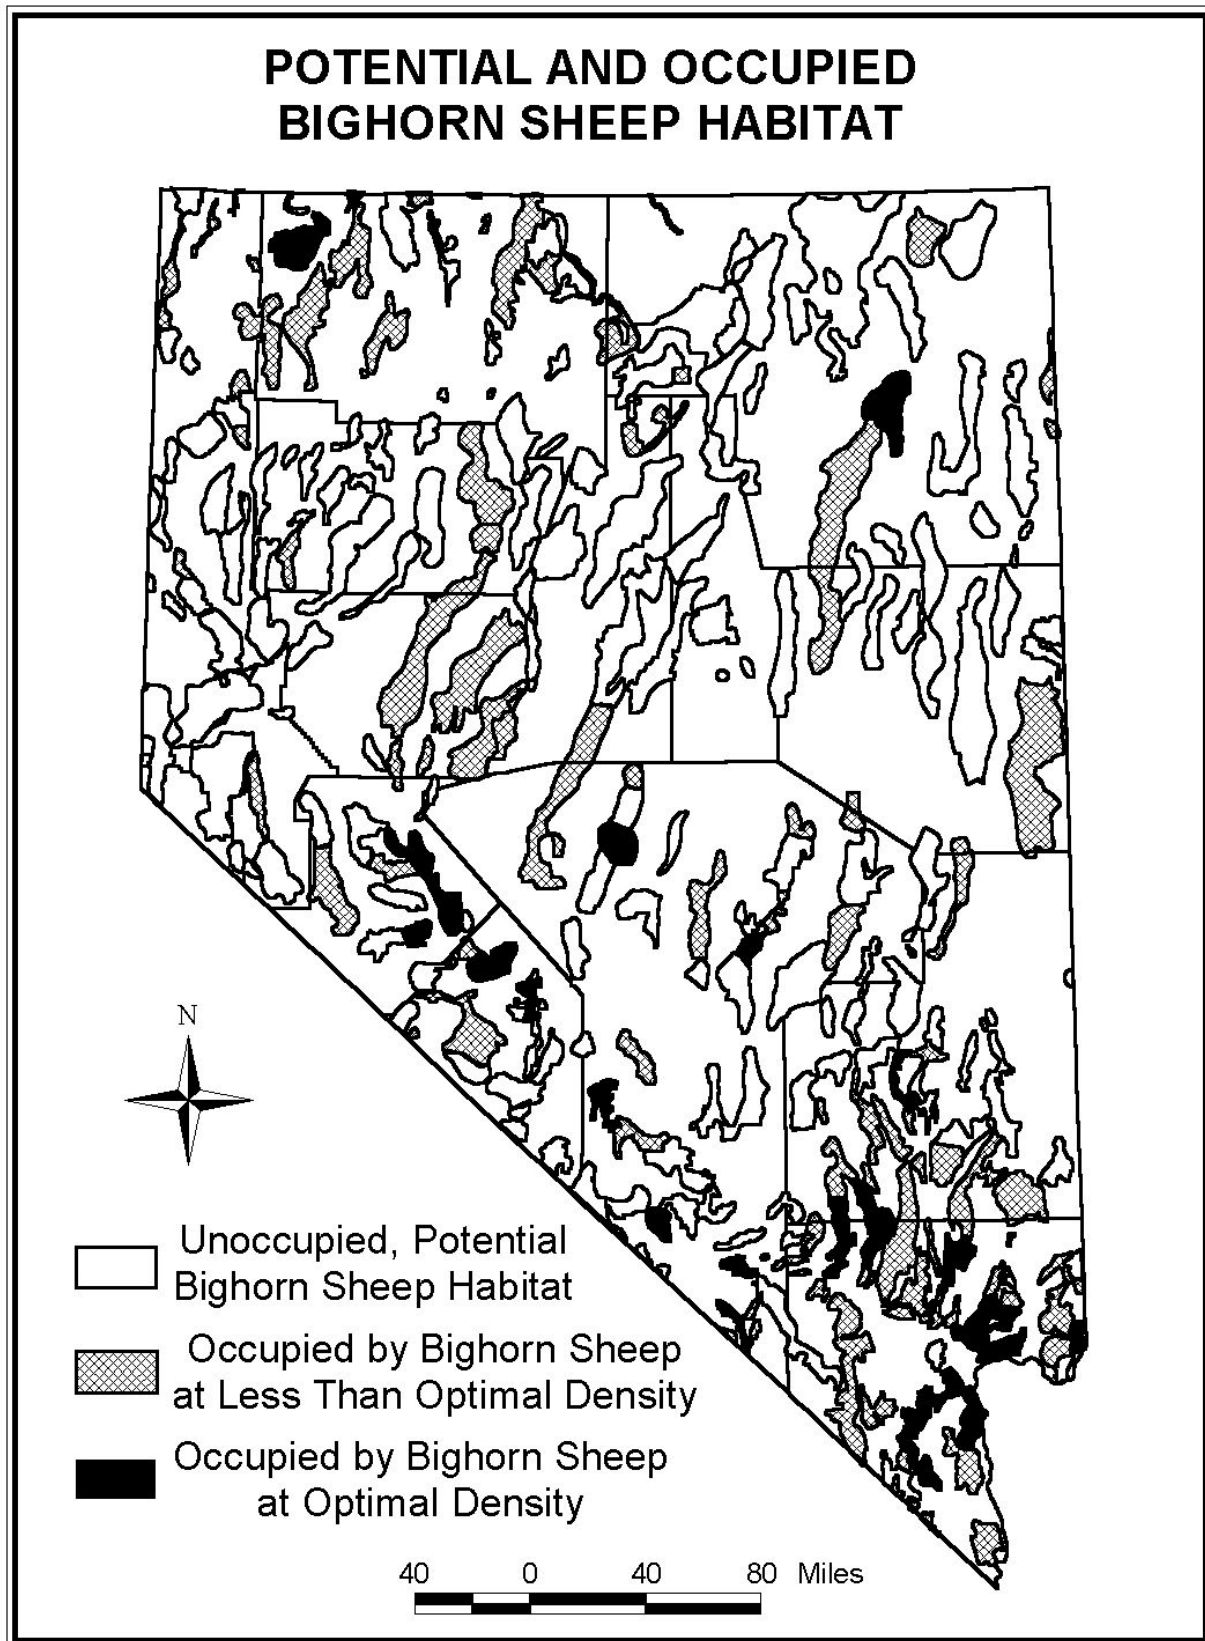 POTENTIAL AND OCCUPIED
BIGHORN SHEEP HABITAT
N
Unoccupied, Potential
Bighorn Sheep Habitat
Occupied by Bighorn Sheep
at Less Than Optimal Density
Occupied by Bighorn Sheep
at Optimal Density
40 0 40 80 Miles